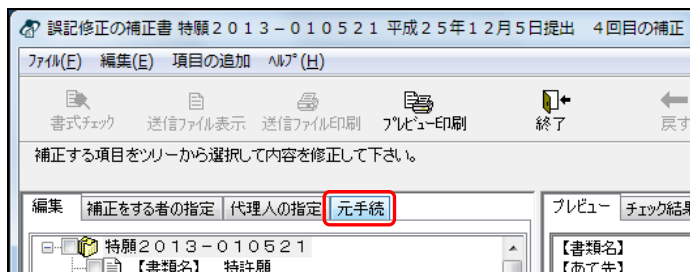 誤記修正の補正書 特願２０１３－０１０５２１ 平成２５年１２月５日提出　４回目の補正
ﾌｧｲﾙ(F)　編集(E)　項目の追加　ﾍﾙﾌﾟ(H)
書式ﾁｪｯｸ　送信ﾌｧｲﾙ表示　送信ﾌｧｲﾙ印刷　ﾌﾟﾚﾋﾞｭｰ印刷　終了　戻す
補正する項目をﾂﾘｰから選択して内容を修正して下さい。
編集　補正をする者の指定　代理人の指定　元手続　ﾌﾟﾚﾋﾞｭｰ　ﾁｪｯｸ結果
特願２０１３－０１０５２１　【書類名】
【書類名】　特許願　【あて先】